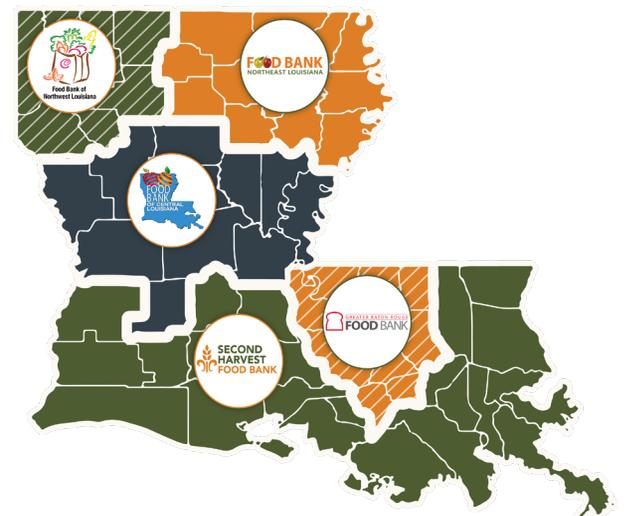 Food Bank of
Northwest Louisiana
FOOD BANK
NORTHEAST LOUISIANA
FOOD
BANK
OF CENTRAL
LOUISIANA
GREATER BATON ROUGE
FOOD BANK
SECOND
HARVEST
FOOD BANK